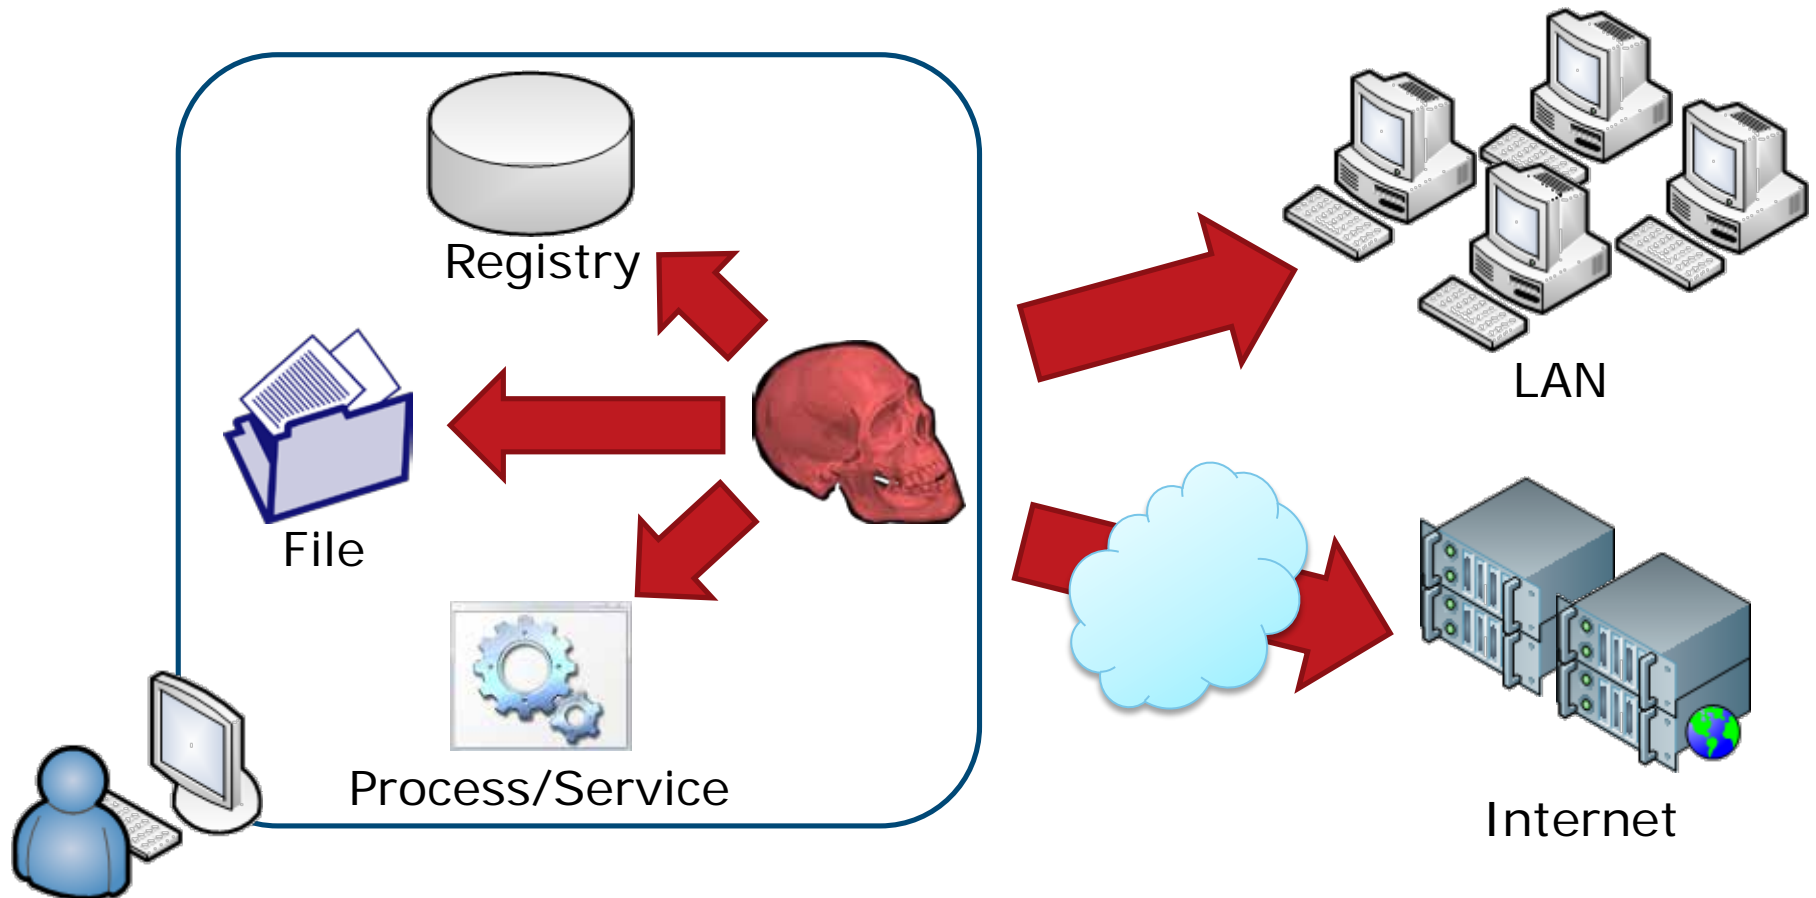 Registry
LAN
File
Process/Service
Internet